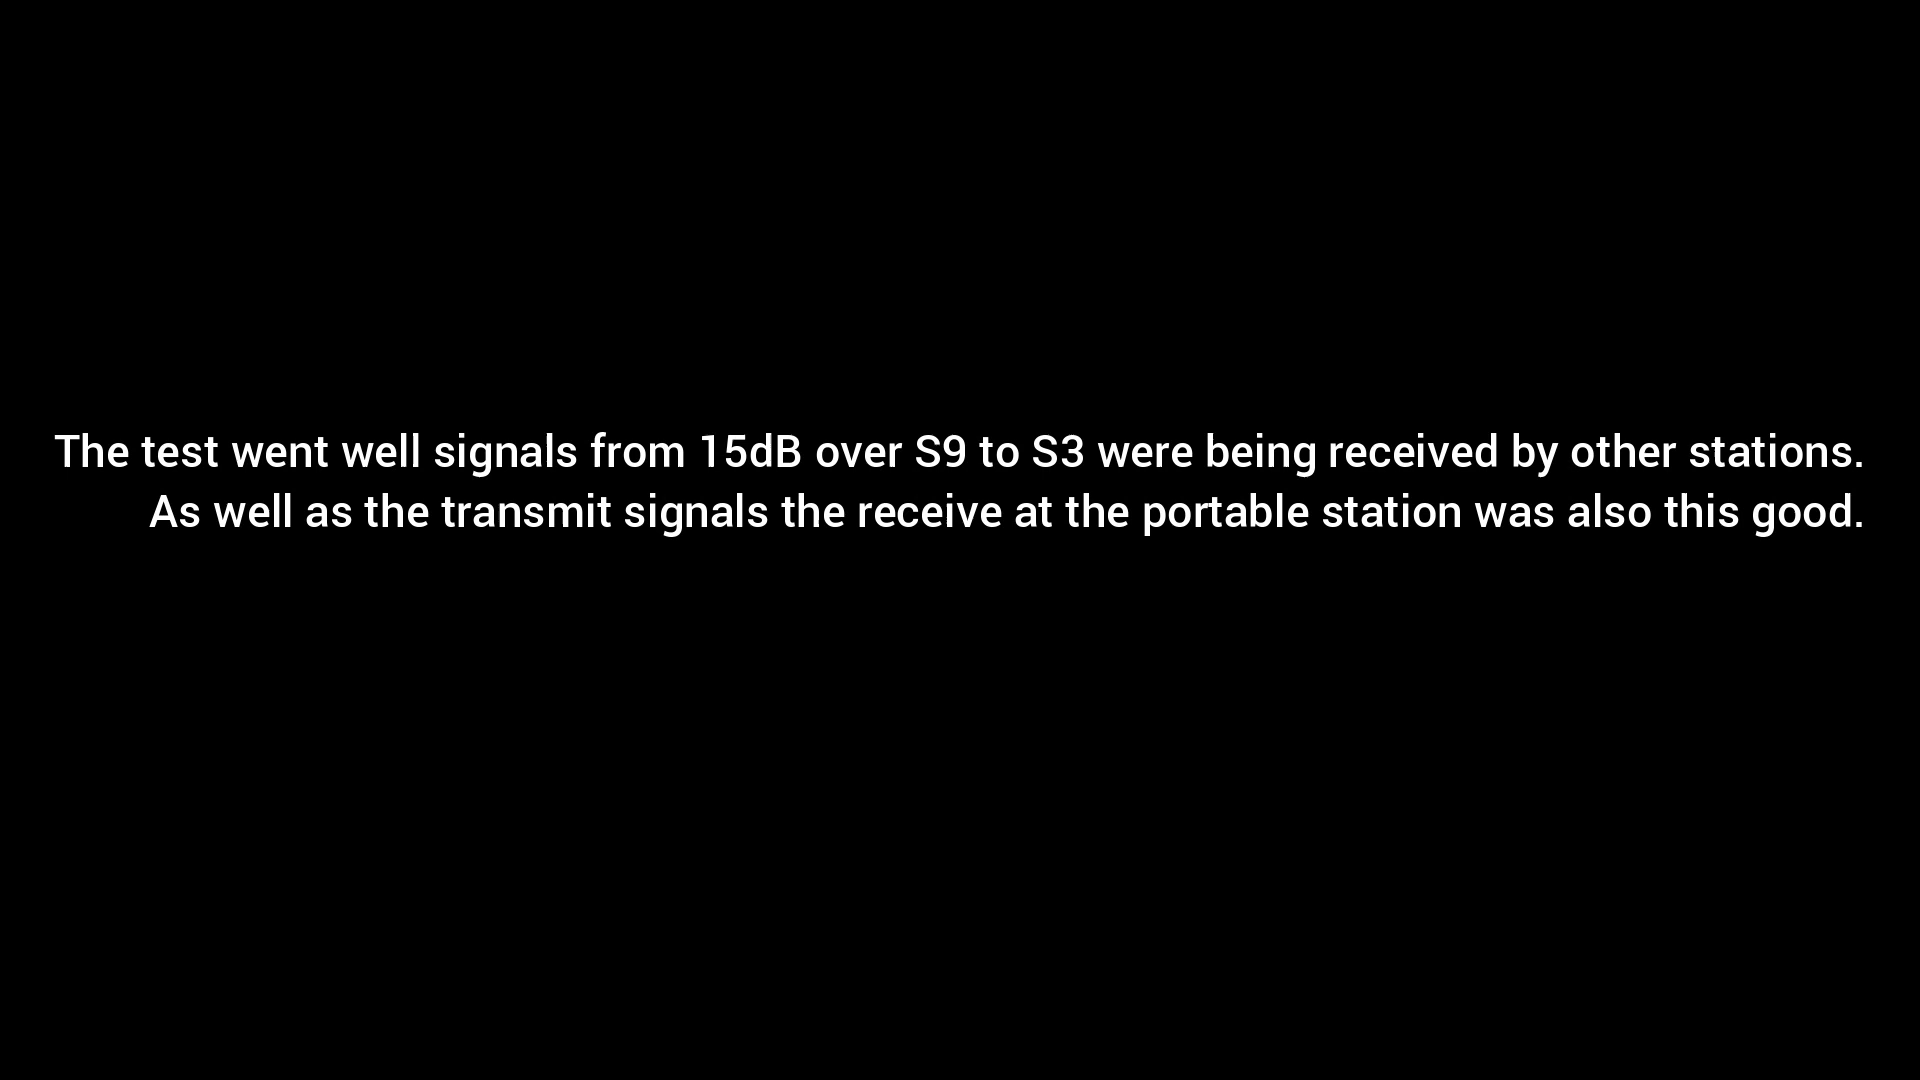 The test went well signals from 15dB over S9 to S3 were being received by other stations.
As well as the transmit signals the receive at the portable station was also this good.